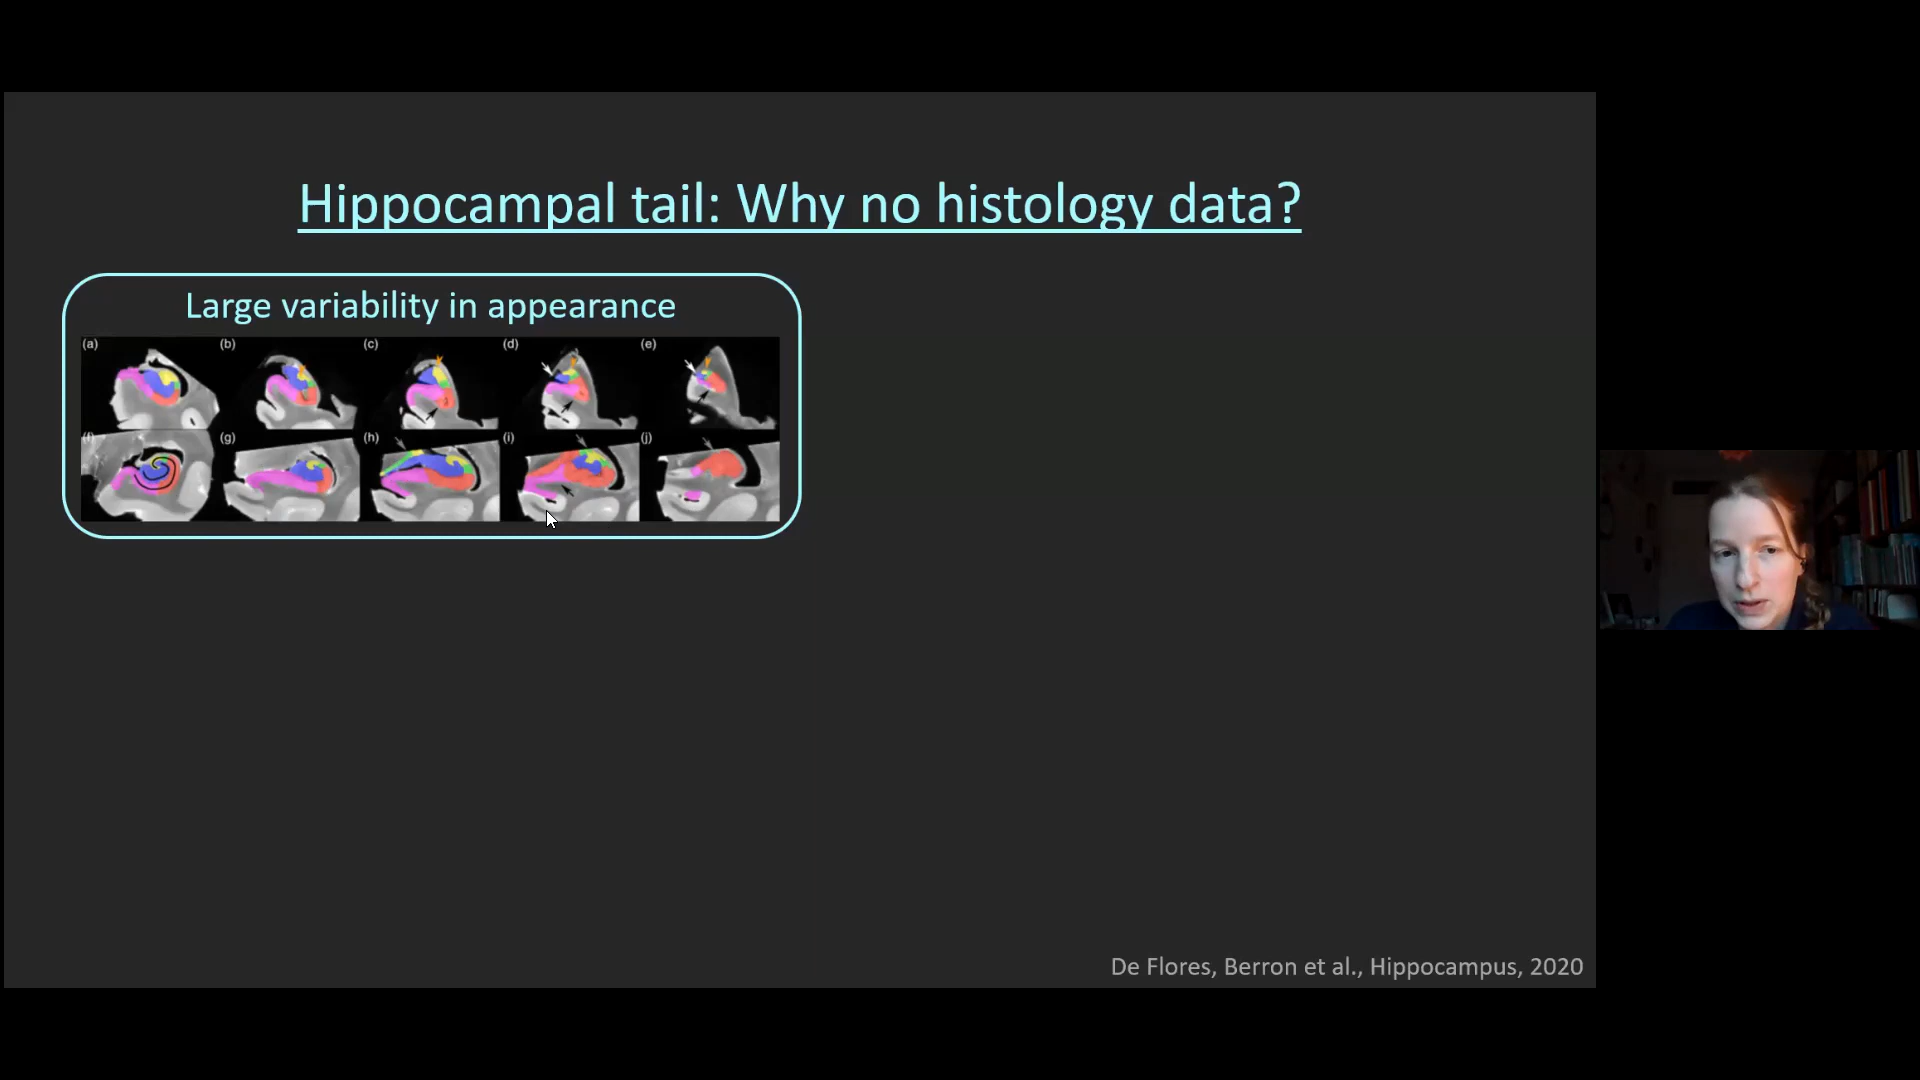 Hippocampal tail: Why no histology data?
Large variability in appearance
(a) (b) (c) (d) (e)
(f) (g) (h) (i) (j)
De Flores, Berron et al., Hippocampus, 2020